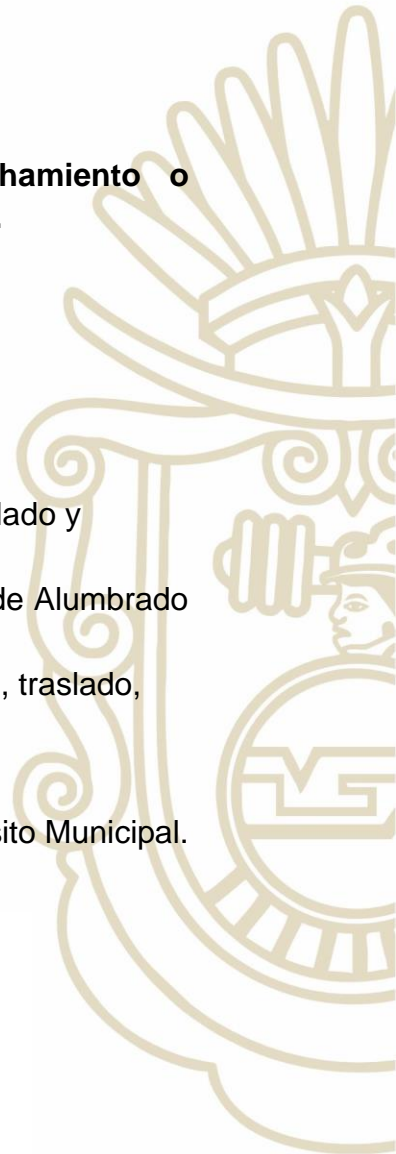 hamiento o
.
lado y
de Alumbrado
, traslado,
sito Municipal.